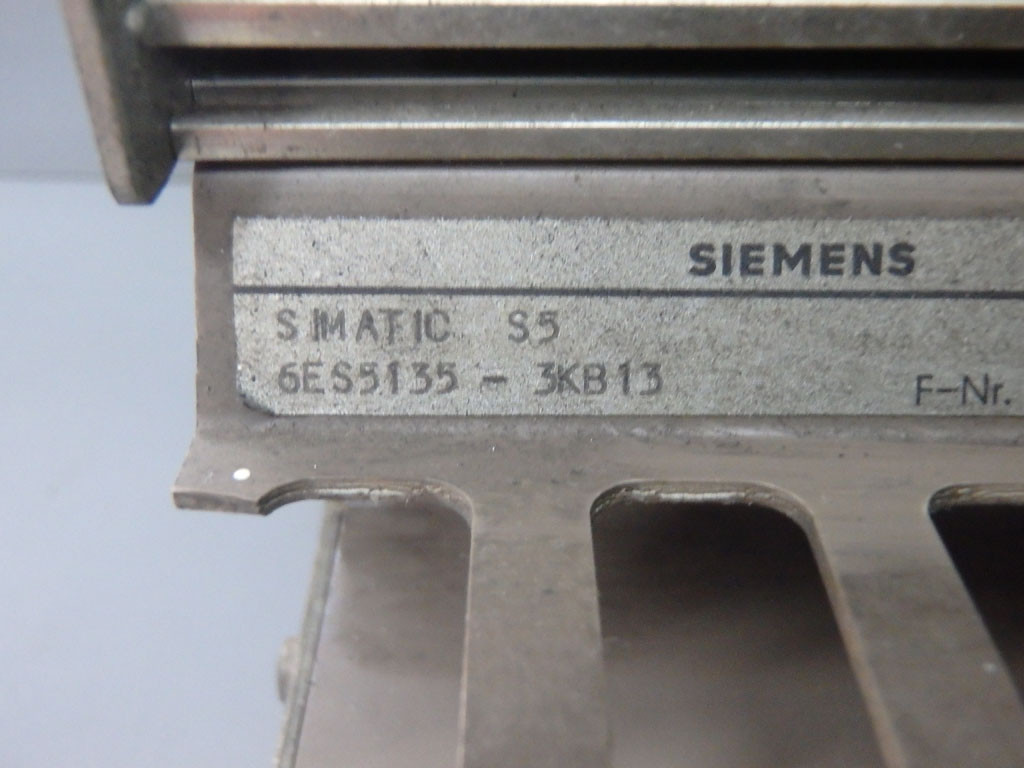 SIEMENS
SIMATIC S5
6ES5135 - 3KB13
F-Nr.